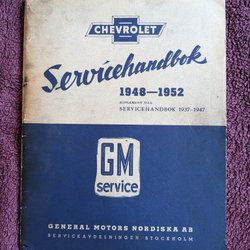 CHEVROLET
Servicehandbok
1948—1952
SUPPLEMENT TILL
SERVICEHANDBOK 1937-1947
GM
service
GENERAL MOTORS NORDISKA AB
SERVICEAVDELNINGEN STOCKHOLM